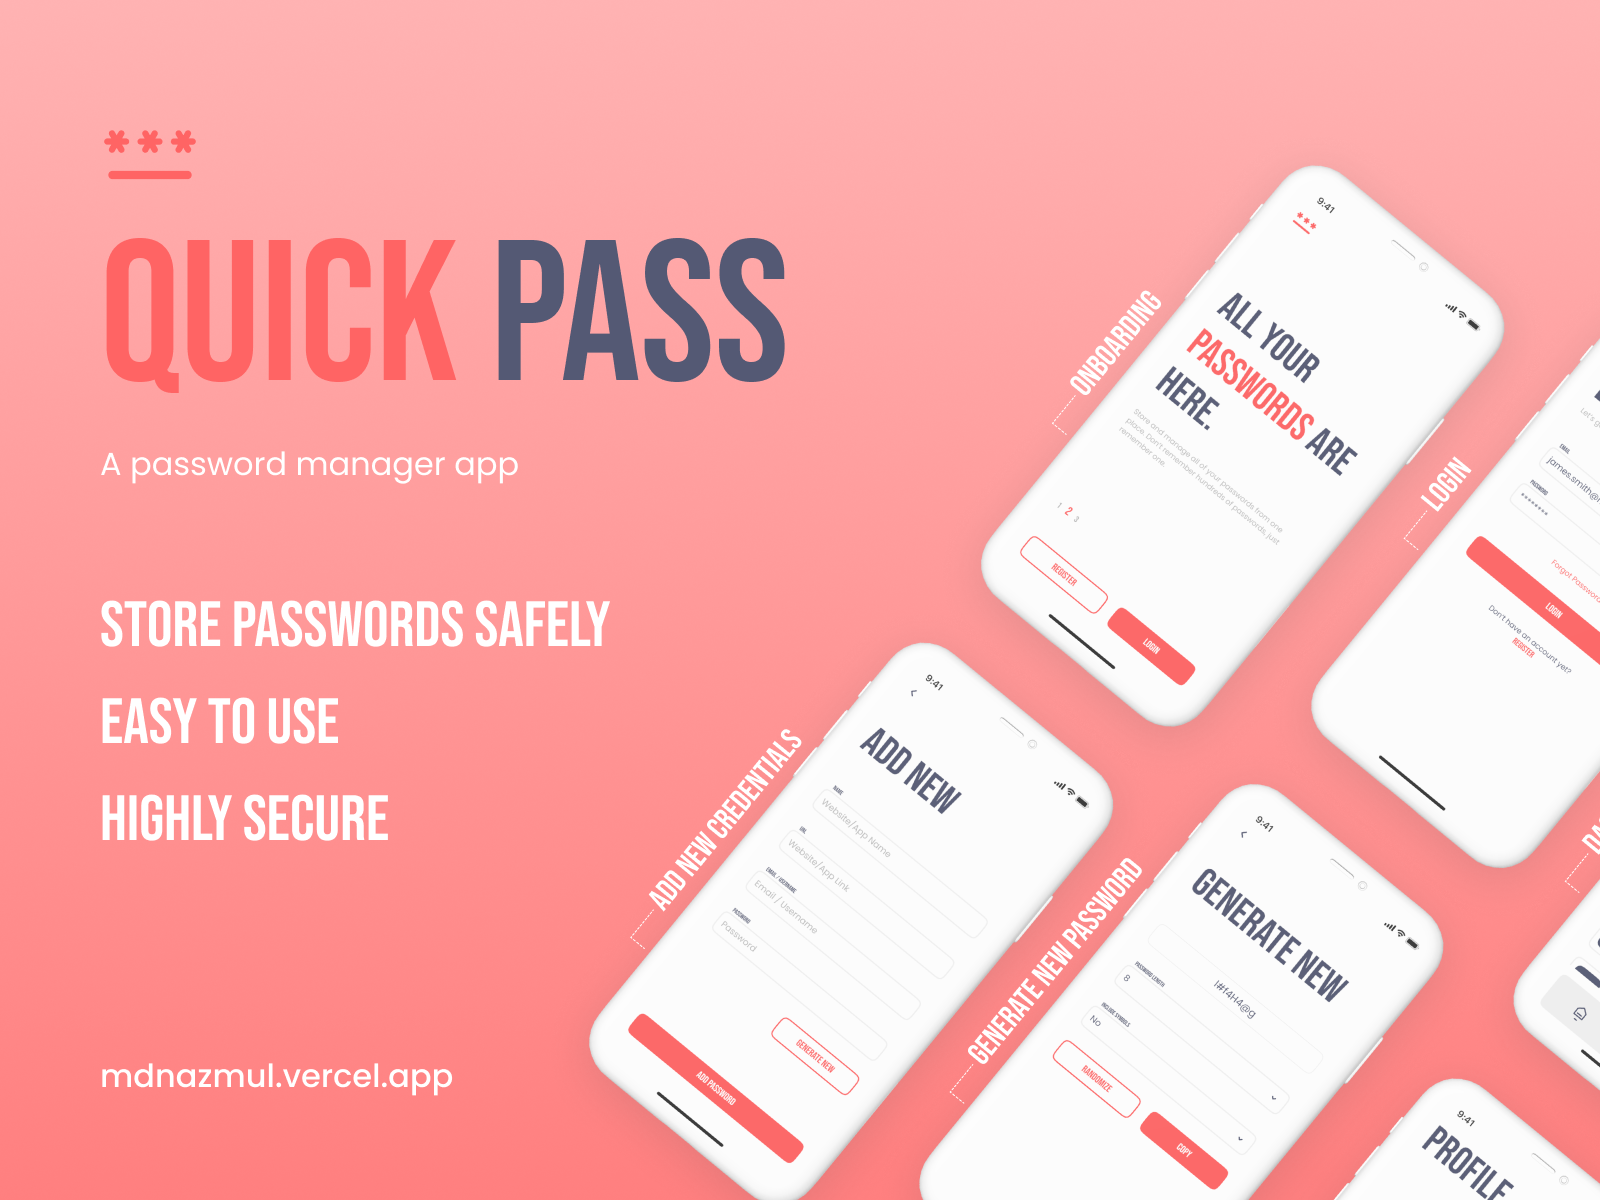 ***
QUICK PASS
A password manager app
STORE PASSWORDS SAFELY
EASY TO USE
HIGHLY SECURE
mdnazmul.vercel.app
ONBOARDING
9:41
***
ALL YOUR
PASSWORDS ARE
HERE.
Store and manage all of your passwords from one
place. Don't remember hundreds of passwords, just
remember one.
1 2 3
REGISTER
LOGIN
LOGIN
Let's g
EMAIL
james.smith@
PASSWORD
********
Forgot Password
LOGIN
Don't have an account yet?
REGISTER
ADD NEW CREDENTIALS
9:41
ADD NEW
NAME
Website/App Name
URL
Website/App Link
EMAIL / USERNAME
Email / Username
PASSWORD
Password
GENERATE NEW
ADD PASSWORD
GENERATE NEW PASSWORD
9:41
GENERATE NEW
!#f4H4@g
PASSWORD LENGTH
8
INCLUDE SYMBOLS
No
RANDOMIZE
COPY
DA
9:41
PROFILE